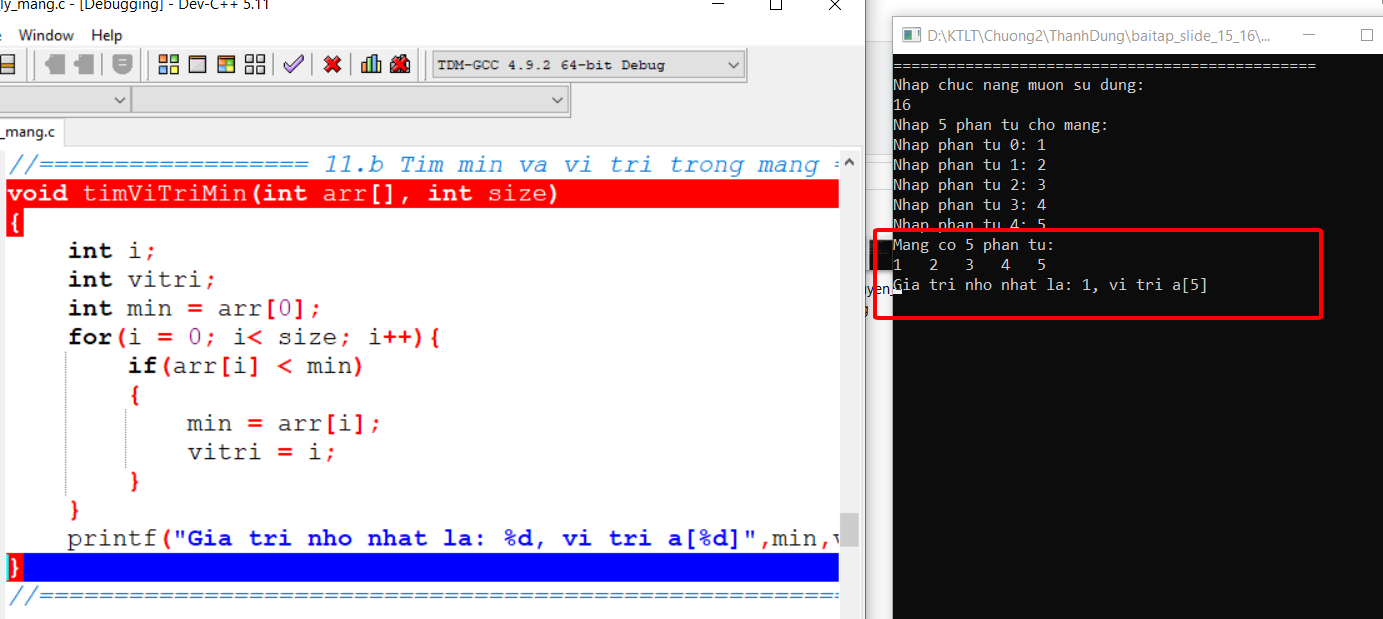 ly_mang.c - [Debugging] - Dev-C++ 5.11
Window Help
TDM-GCC 4.9.2 64-bit Debug
_mang.c
//=================== 11.b Tim min va vi tri trong mang =
void timViTriMin(int arr[], int size)
{
int i;
int vitri;
int min = arr[0];
for(i = 0; i< size; i++){
if(arr[i] < min)
{
min = arr[i];
vitri = i;
}
}
printf("Gia tri nho nhat la: %d, vi tri a[%d]",min,v
}
//======================================================
D:\KTLT\Chuong2\ThanhDung\baitap_slide_15_16\...
===============================================
Nhap chuc nang muon su dung:
16
Nhap 5 phan tu cho mang:
Nhap phan tu 0: 1
Nhap phan tu 1: 2
Nhap phan tu 2: 3
Nhap phan tu 3: 4
Nhap phan tu 4: 5
Mang co 5 phan tu:
1 2 3 4 5
Gia tri nho nhat la: 1, vi tri a[5]
yen_